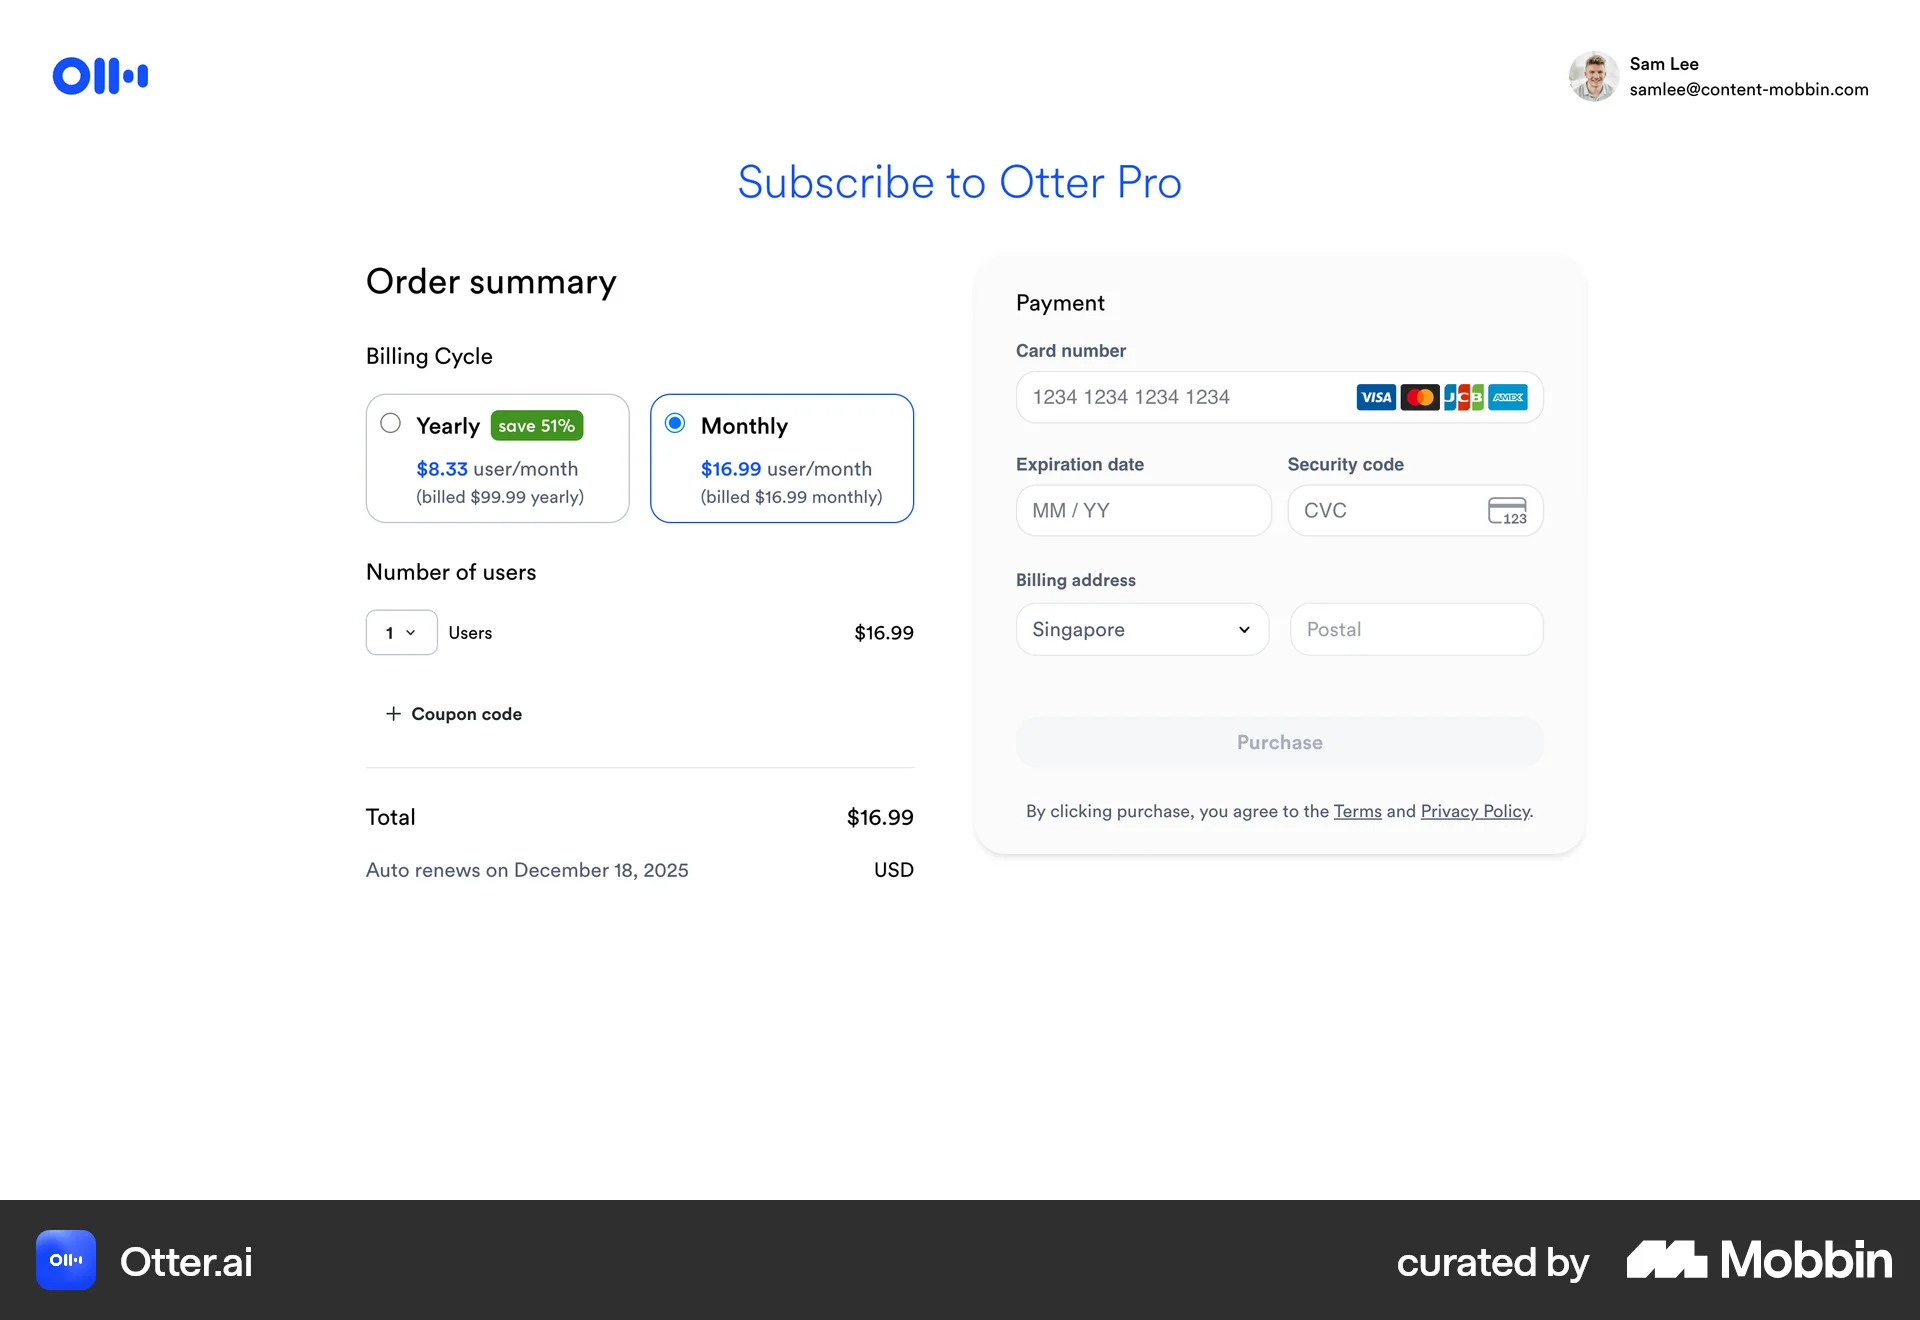 Sam Lee
samlee@content-mobbin.com
Subscribe to Otter Pro
Order summary
Billing Cycle
Yearly save 51%
$8.33 user/month
(billed $99.99 yearly)
Monthly
$16.99 user/month
(billed $16.99 monthly)
Number of users
1 Users $16.99
+ Coupon code
Total $16.99
Auto renews on December 18, 2025 USD
Payment
Card number
1234 1234 1234 1234 VISA JCB AMEX
Expiration date
MM / YY
Security code
CVC 123
Billing address
Singapore
Postal
Purchase
By clicking purchase, you agree to the Terms and Privacy Policy.
Otter.ai
curated by Mobbin